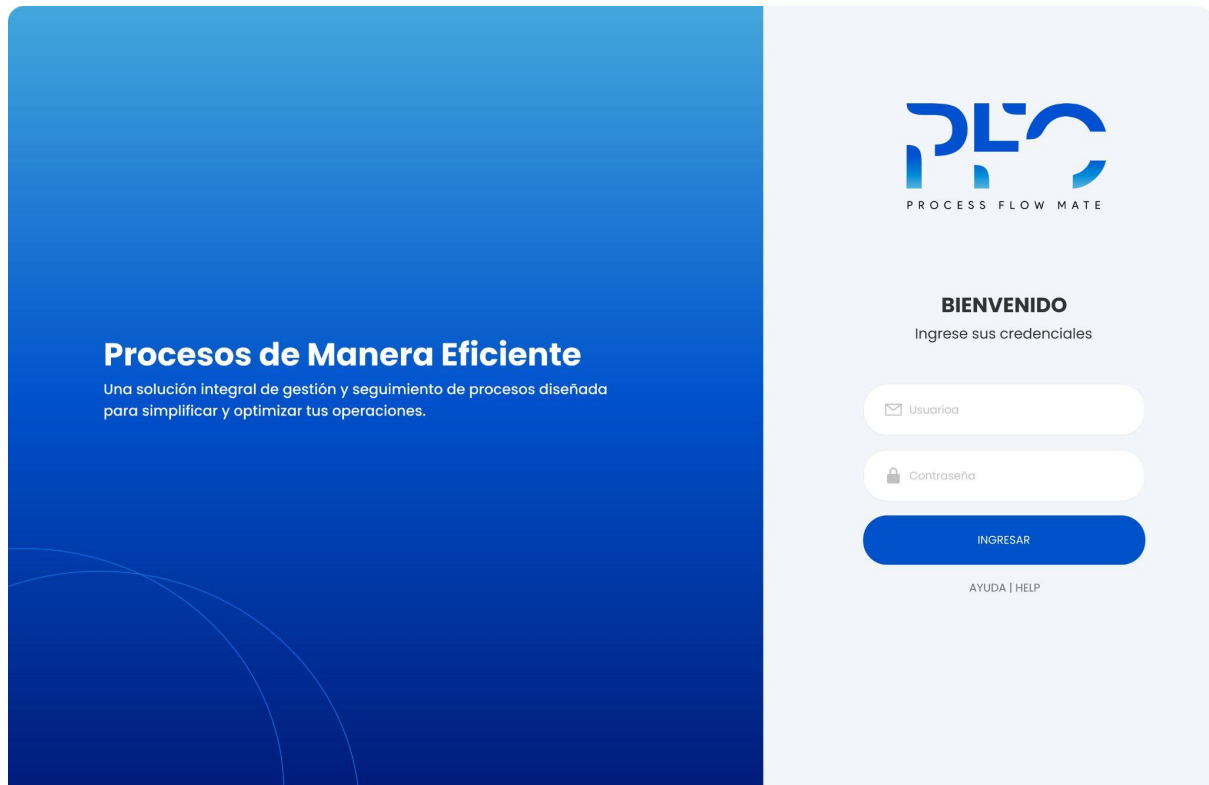 Procesos de Manera Eficiente
Una solución integral de gestión y seguimiento de procesos diseñada
para simplificar y optimizar tus operaciones.
PFC
PROCESS FLOW MATE
BIENVENIDO
Ingrese sus credenciales
Usuarioa
Contraseña
INGRESAR
AYUDA | HELP